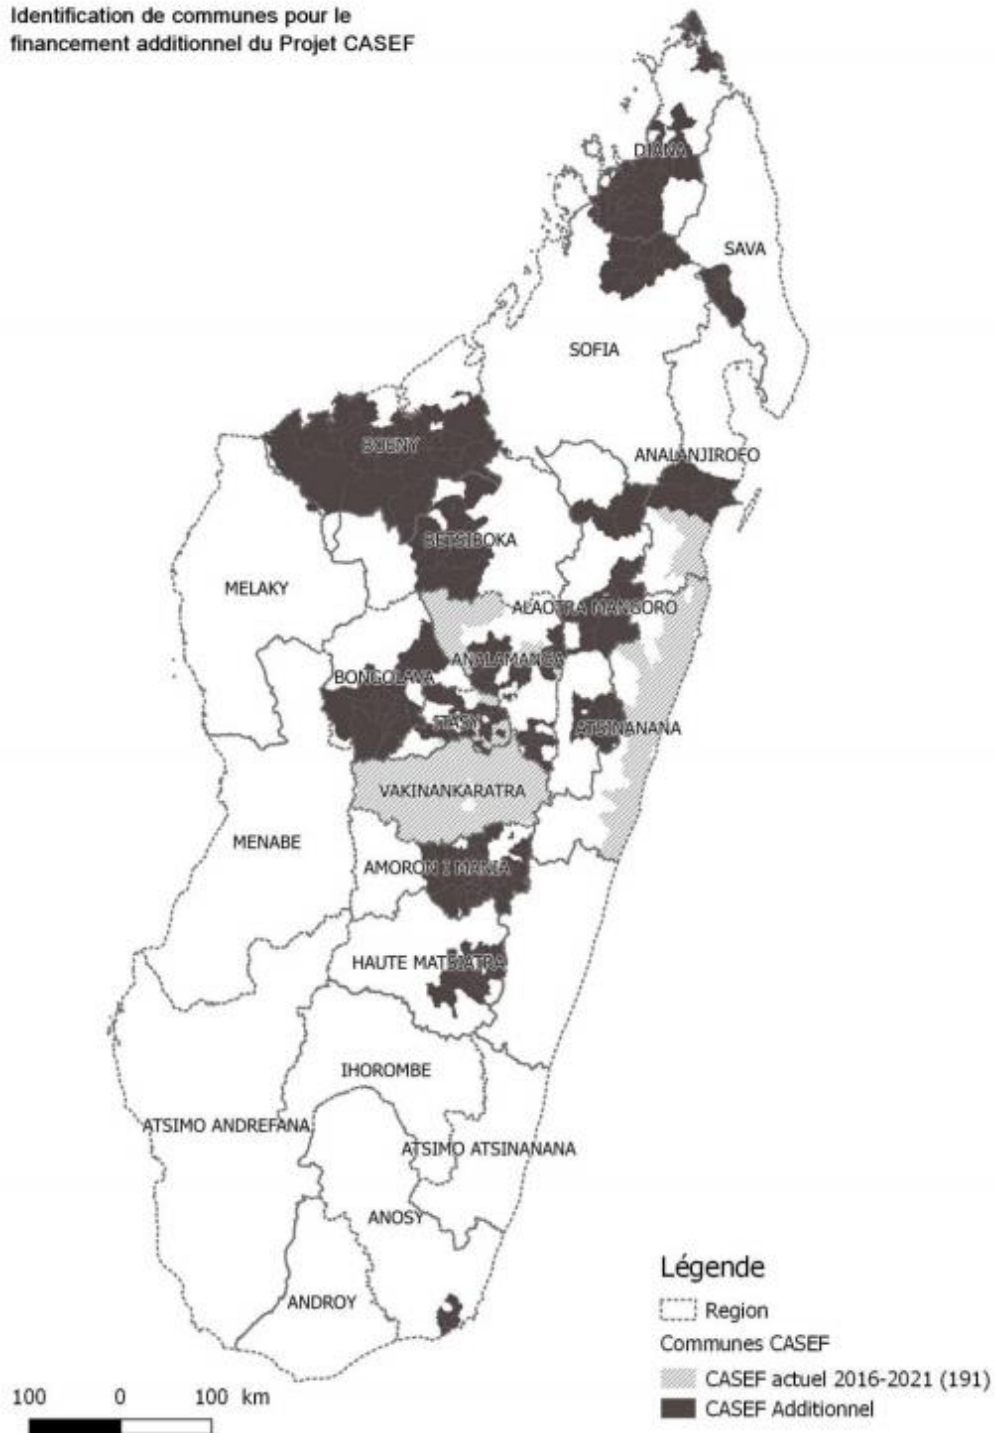 Identification de communes pour le
financement additionnel du Projet CASEF
DIANA
SAVA
SOFIA
BOENY
ANALANJIROFO
BETSIBOKA
MELAKY
ALAOTRA MANGORO
ANALAMANGA
BONGOLAVA
ITASY
ATSINANANA
VAKINANKARATRA
MENABE
AMORON I MANIA
HAUTE MATSIATRA
IHOROMBE
ATSIMO ANDREFANA
ATSIMO ATSINANANA
ANOSY
ANDROY
Légende
Region
Communes CASEF
CASEF actuel 2016-2021 (191)
CASEF Additionnel
100 0 100 km